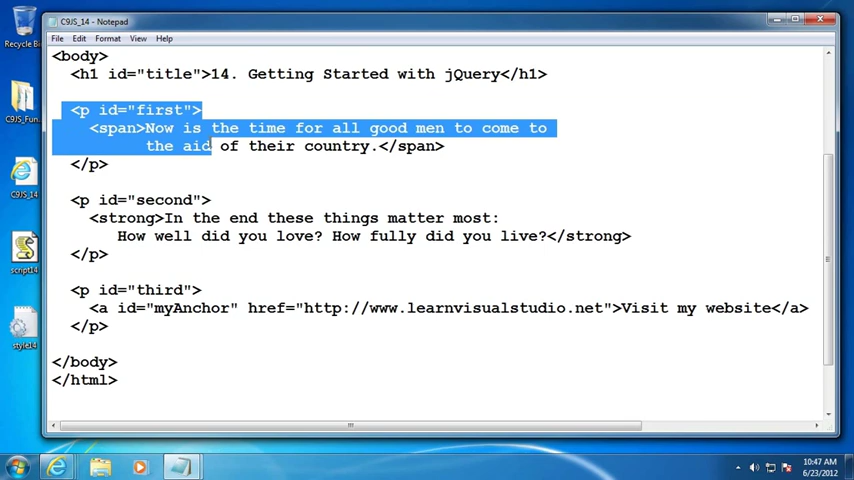 C9JS_14 - Notepad
File Edit Format View Help
<body>
<h1 id="title">14. Getting Started with jQuery</h1>
<p id="first">
<span>Now is the time for all good men to come to
the aid of their country.</span>
</p>
<p id="second">
<strong>In the end these things matter most:
How well did you love? How fully did you live?</strong>
</p>
<p id="third">
<a id="myAnchor" href="http://www.learnvisualstudio.net">Visit my website</a>
</p>
</body>
</html>
Recycle Bin
C9JS_Fun...
C9JS_14
script14
style14
10:47 AM
6/23/2012